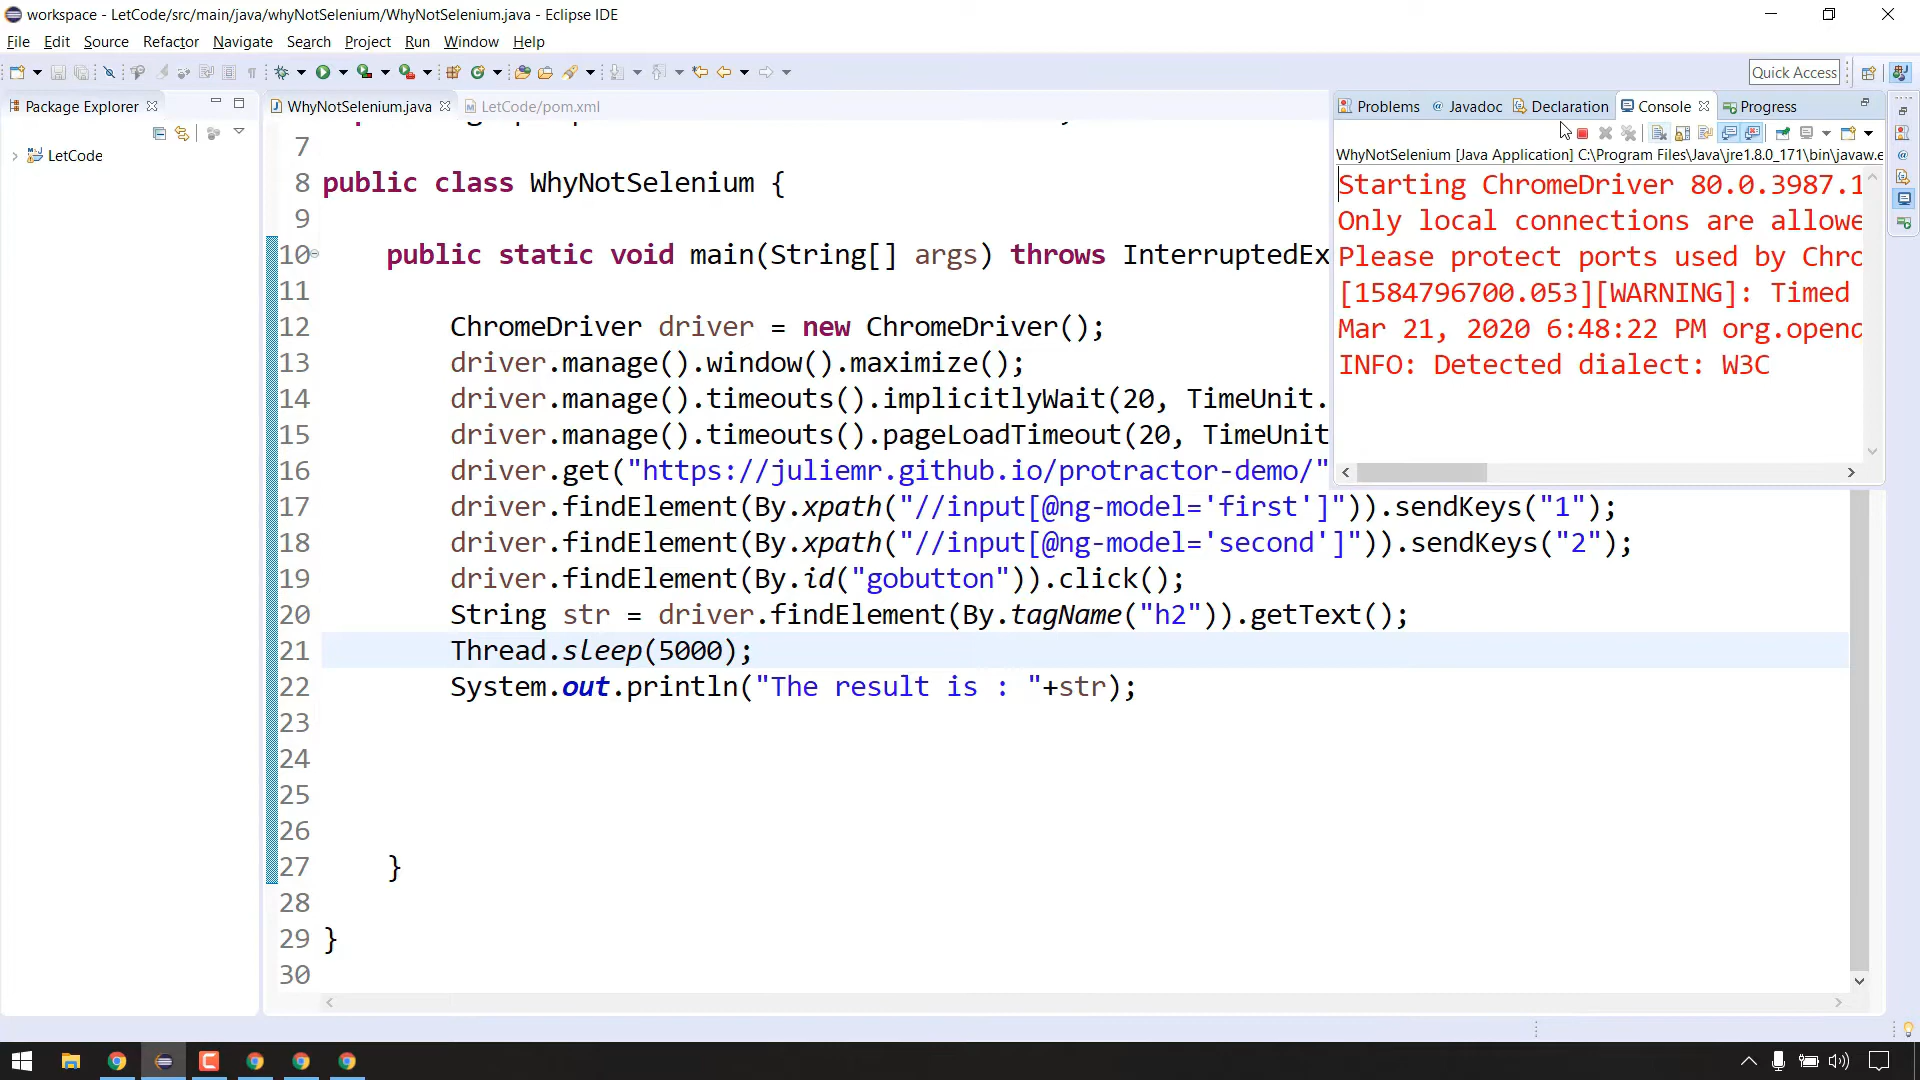 workspace - LetCode/src/main/java/whyNotSelenium/WhyNotSelenium.java - Eclipse IDE
File Edit Source Refactor Navigate Search Project Run Window Help
Quick Access
Package Explorer
LetCode
WhyNotSelenium.java LetCode/pom.xml
7
8 public class WhyNotSelenium {
9
10 public static void main(String[] args) throws InterruptedEx
11
12 ChromeDriver driver = new ChromeDriver();
13 driver.manage().window().maximize();
14 driver.manage().timeouts().implicitlyWait(20, TimeUnit.
15 driver.manage().timeouts().pageLoadTimeout(20, TimeUnit
16 driver.get("https://juliemr.github.io/protractor-demo/"
17 driver.findElement(By.xpath("//input[@ng-model='first']")).sendKeys("1");
18 driver.findElement(By.xpath("//input[@ng-model='second']")).sendKeys("2");
19 driver.findElement(By.id("gobutton")).click();
20 String str = driver.findElement(By.tagName("h2")).getText();
21 Thread.sleep(5000);
22 System.out.println("The result is : "+str);
23
24
25
26
27 }
28
29 }
30
Problems Javadoc Declaration Console Progress
WhyNotSelenium [Java Application] C:\Program Files\Java\jre1.8.0_171\bin\javaw.e
Starting ChromeDriver 80.0.3987.1
Only local connections are allowe
Please protect ports used by Chro
[1584796700.053][WARNING]: Timed
Mar 21, 2020 6:48:22 PM org.openq
INFO: Detected dialect: W3C